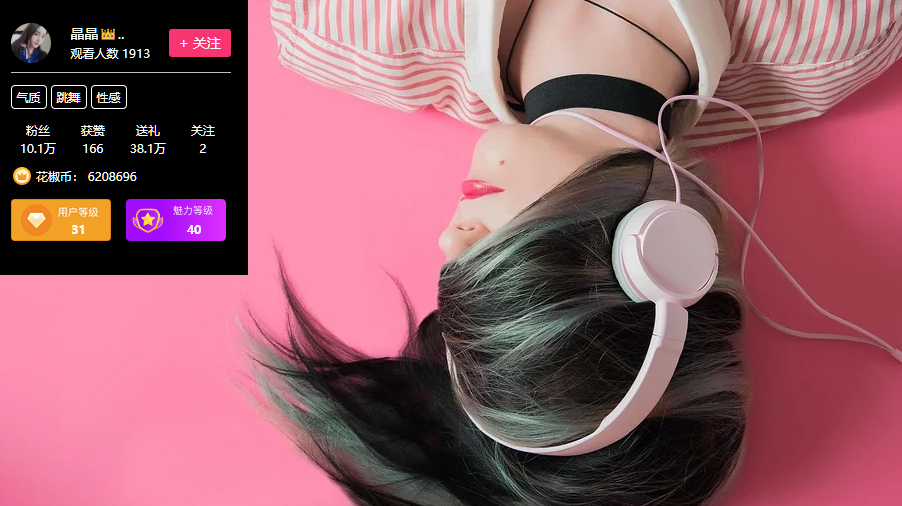 晶晶👑..
观看人数 1913
+ 关注
气质 跳舞 性感
粉丝 获赞 送礼 关注
10.1万 166 38.1万 2
花椒币： 6208696
用户等级 魅力等级
31 40